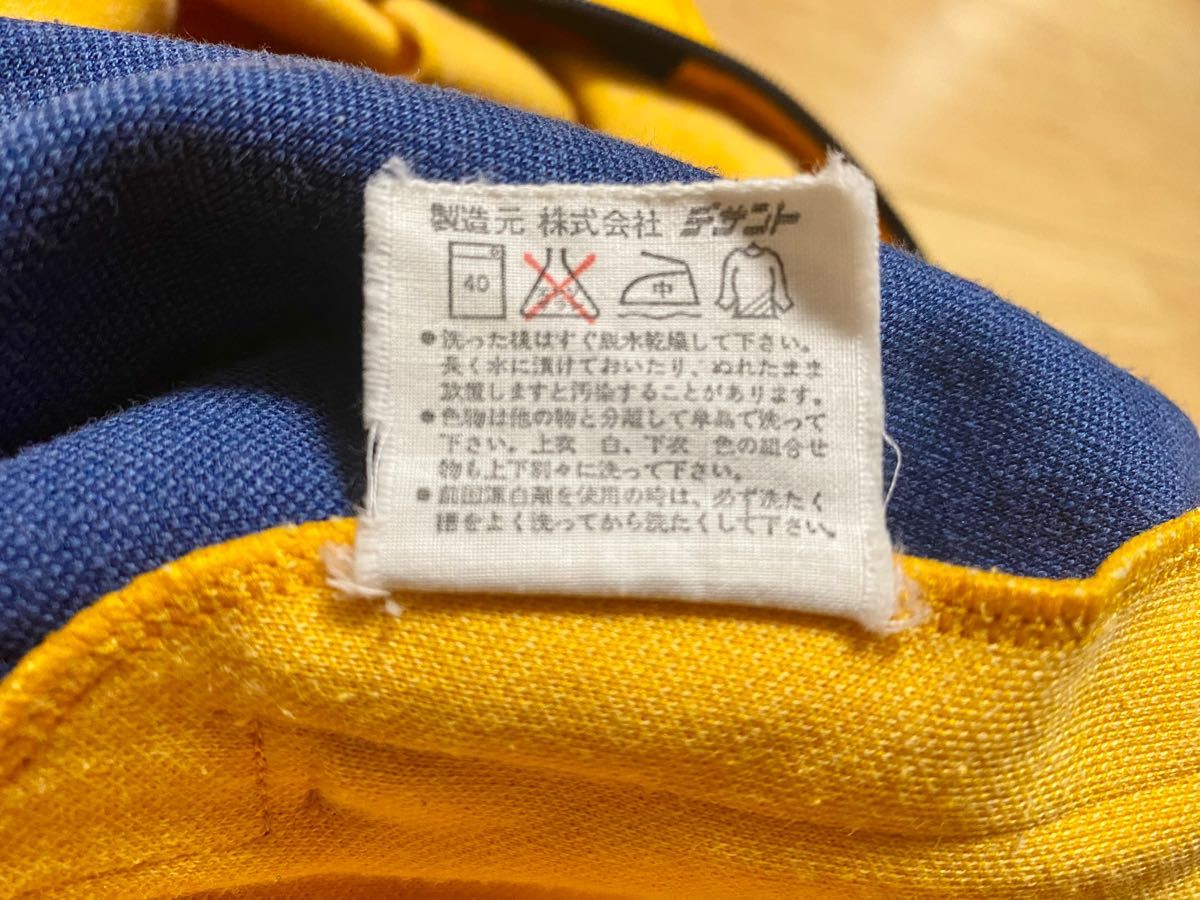 製造元 株式会社 デサント
40 中
●洗った後はすぐ脱水乾燥して下さい。
長く水に漬けておいたり、ぬれたまま
放置しますと汚染することがあります。
●色物は他の物と分離して単品で洗って
下さい。上衣 白、下衣 色の組合せ
物も上下別々に洗って下さい。
漂白剤を使用の時は、必ず洗たく
をよく洗ってから洗たくして下さい。